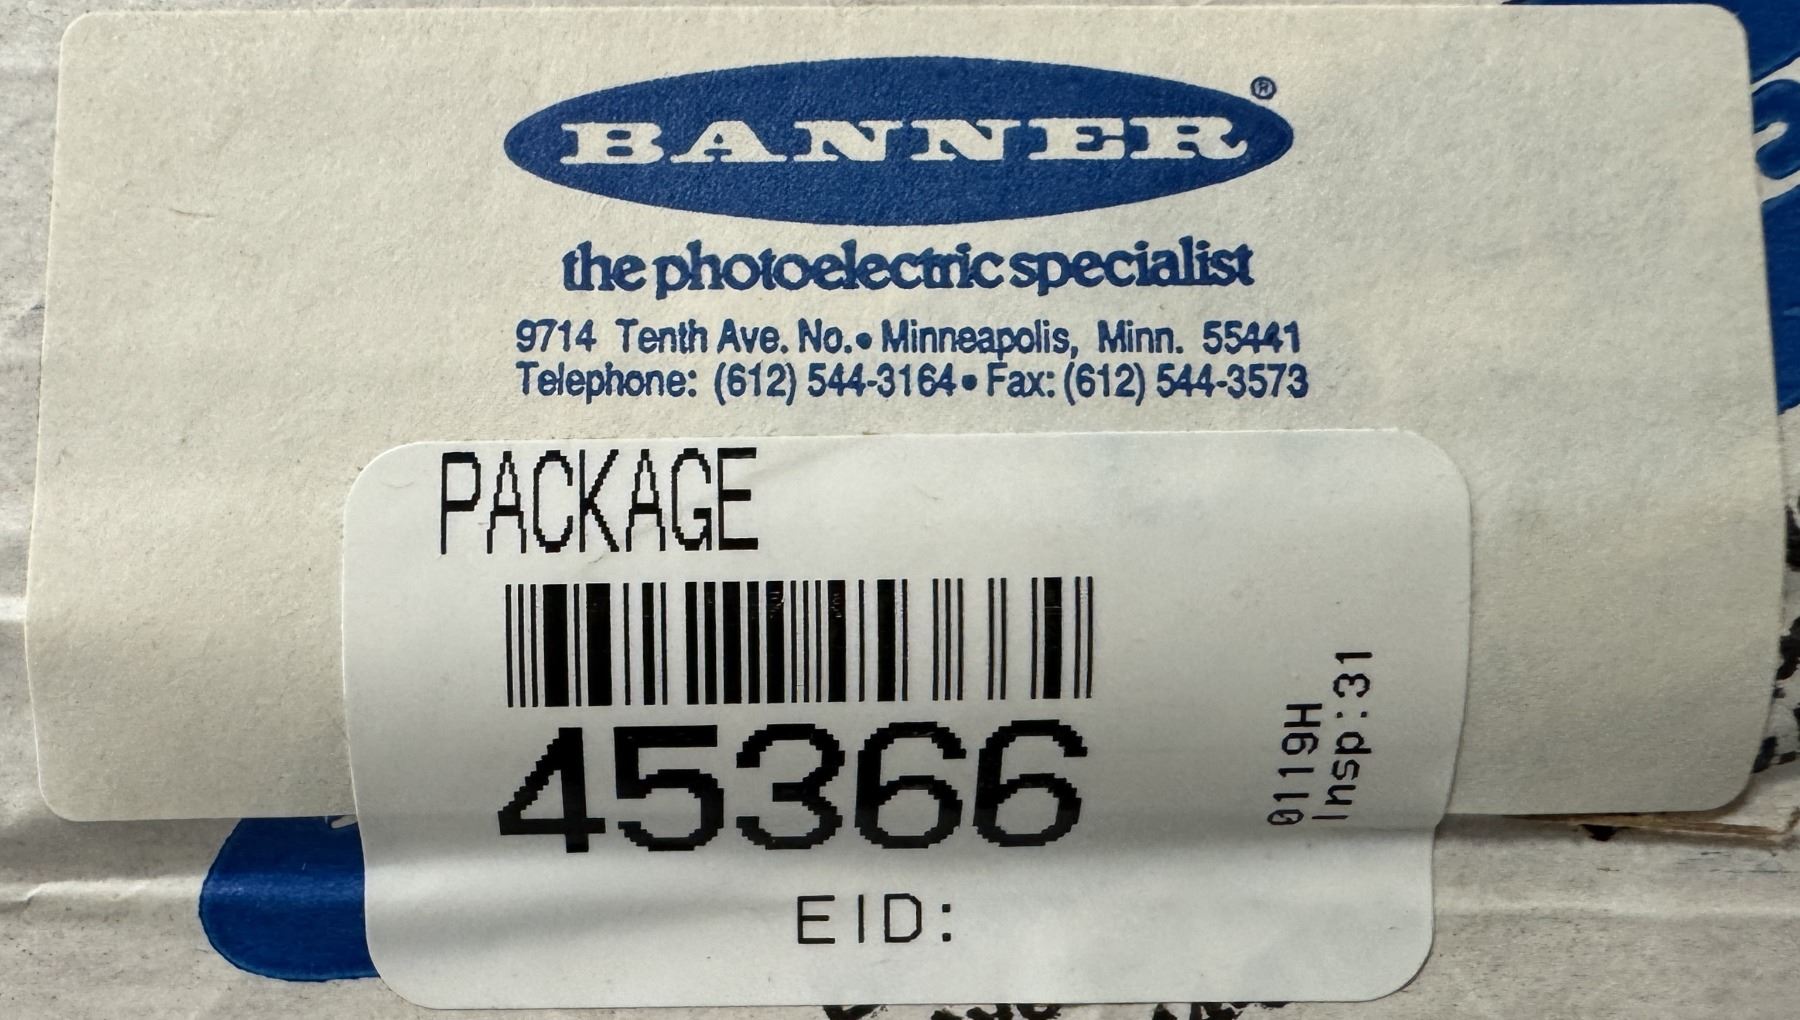 BANNER®
the photoelectric specialist
9714 Tenth Ave. No.• Minneapolis, Minn. 55441
Telephone: (612) 544-3164 • Fax: (612) 544-3573
PACKAGE
45366
EID:
0119H
Insp:31